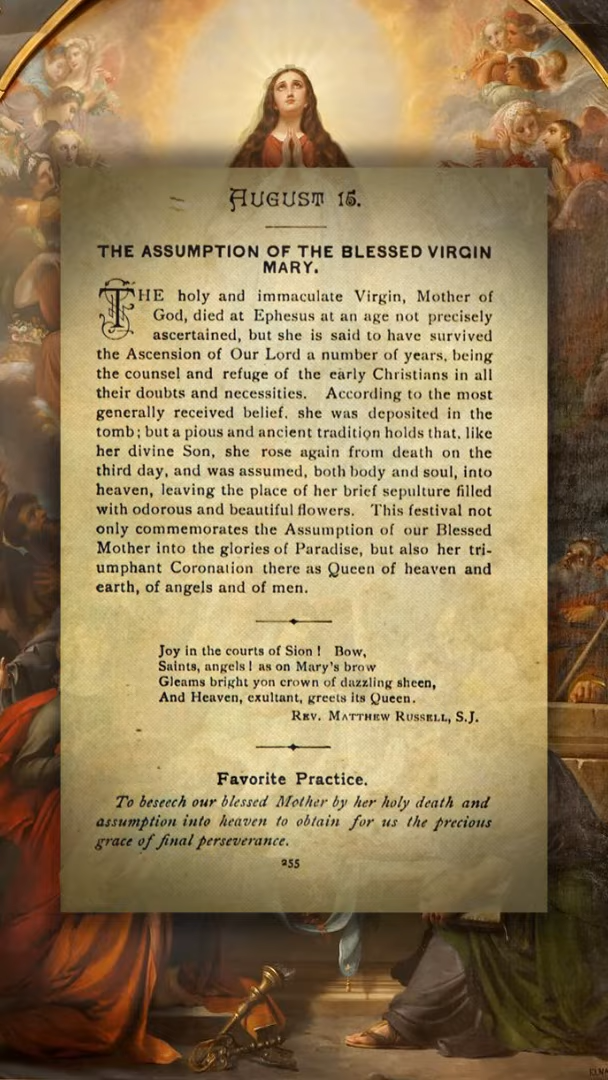 AUGUST 15.
THE ASSUMPTION OF THE BLESSED VIRGIN
MARY.
THE holy and immaculate Virgin, Mother of
God, died at Ephesus at an age not precisely
ascertained, but she is said to have survived
the Ascension of Our Lord a number of years, being
the counsel and refuge of the early Christians in all
their doubts and necessities. According to the most
generally received belief, she was deposited in the
tomb; but a pious and ancient tradition holds that, like
her divine Son, she rose again from death on the
third day, and was assumed, both body and soul, into
heaven, leaving the place of her brief sepulture filled
with odorous and beautiful flowers. This festival not
only commemorates the Assumption of our Blessed
Mother into the glories of Paradise, but also her tri-
umphant Coronation there as Queen of heaven and
earth, of angels and of men.
Joy in the courts of Sion! Bow,
Saints, angels! as on Mary's brow
Gleams bright yon crown of dazzling sheen,
And Heaven, exultant, greets its Queen.
REV. MATTHEW RUSSELL, S.J.
Favorite Practice.
To beseech our blessed Mother by her holy death and
assumption into heaven to obtain for us the precious
grace of final perseverance.
255